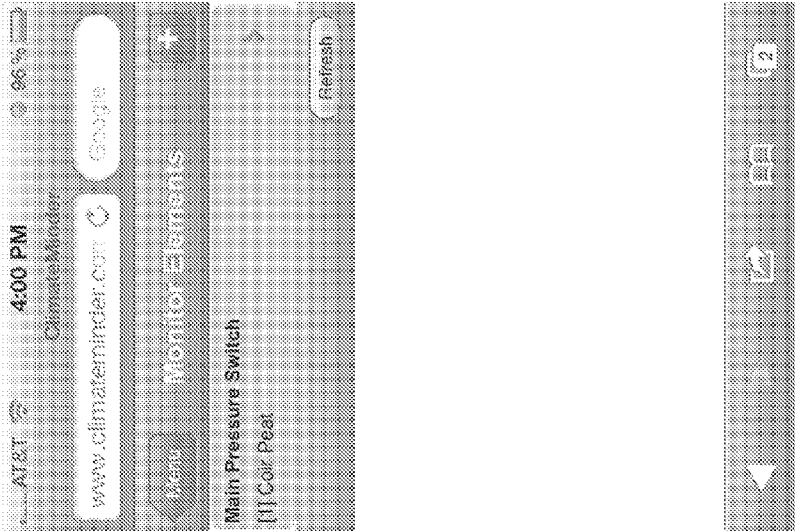 AT&T 4:00 PM 96 %
ClimateMinder
www.climateminder.com Google
Menu Monitor Elements +
Main Pressure Switch
[1] Coir Peat
Refresh
2